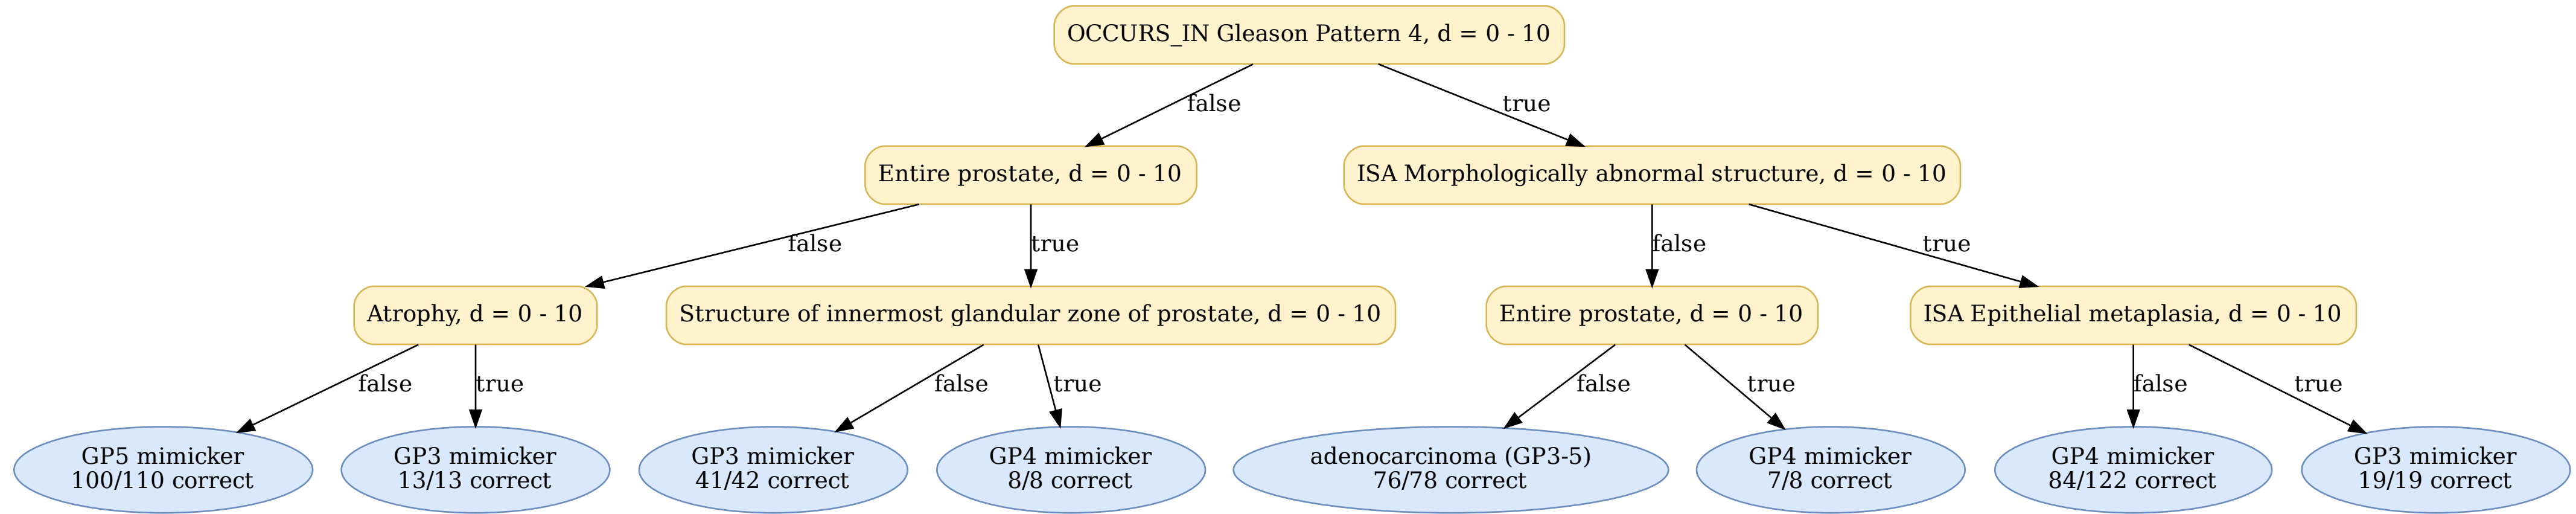 OCCURS_IN Gleason Pattern 4, d = 0 - 10
false
true
Entire prostate, d = 0 - 10
ISA Morphologically abnormal structure, d = 0 - 10
false
true
false
true
Atrophy, d = 0 - 10
Structure of innermost glandular zone of prostate, d = 0 - 10
Entire prostate, d = 0 - 10
ISA Epithelial metaplasia, d = 0 - 10
false
true
false
true
false
true
false
true
GP5 mimicker
100/110 correct
GP3 mimicker
13/13 correct
GP3 mimicker
41/42 correct
GP4 mimicker
8/8 correct
adenocarcinoma (GP3-5)
76/78 correct
GP4 mimicker
7/8 correct
GP4 mimicker
84/122 correct
GP3 mimicker
19/19 correct